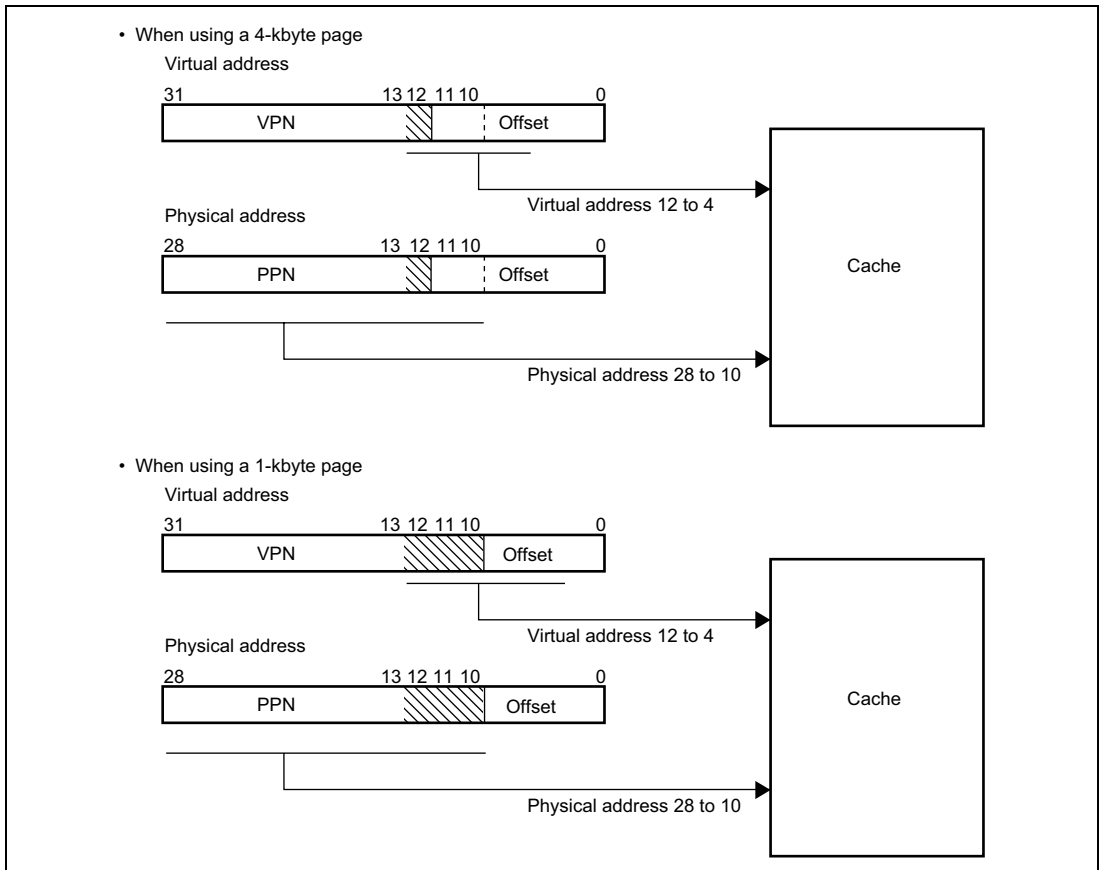 • When using a 4-kbyte page
Virtual address
31 13 12 11 10 0
VPN Offset
Virtual address 12 to 4
Physical address
28 13 12 11 10 0
PPN Offset
Cache
Physical address 28 to 10
• When using a 1-kbyte page
Virtual address
31 13 12 11 10 0
VPN Offset
Virtual address 12 to 4
Physical address
28 13 12 11 10 0
PPN Offset
Cache
Physical address 28 to 10